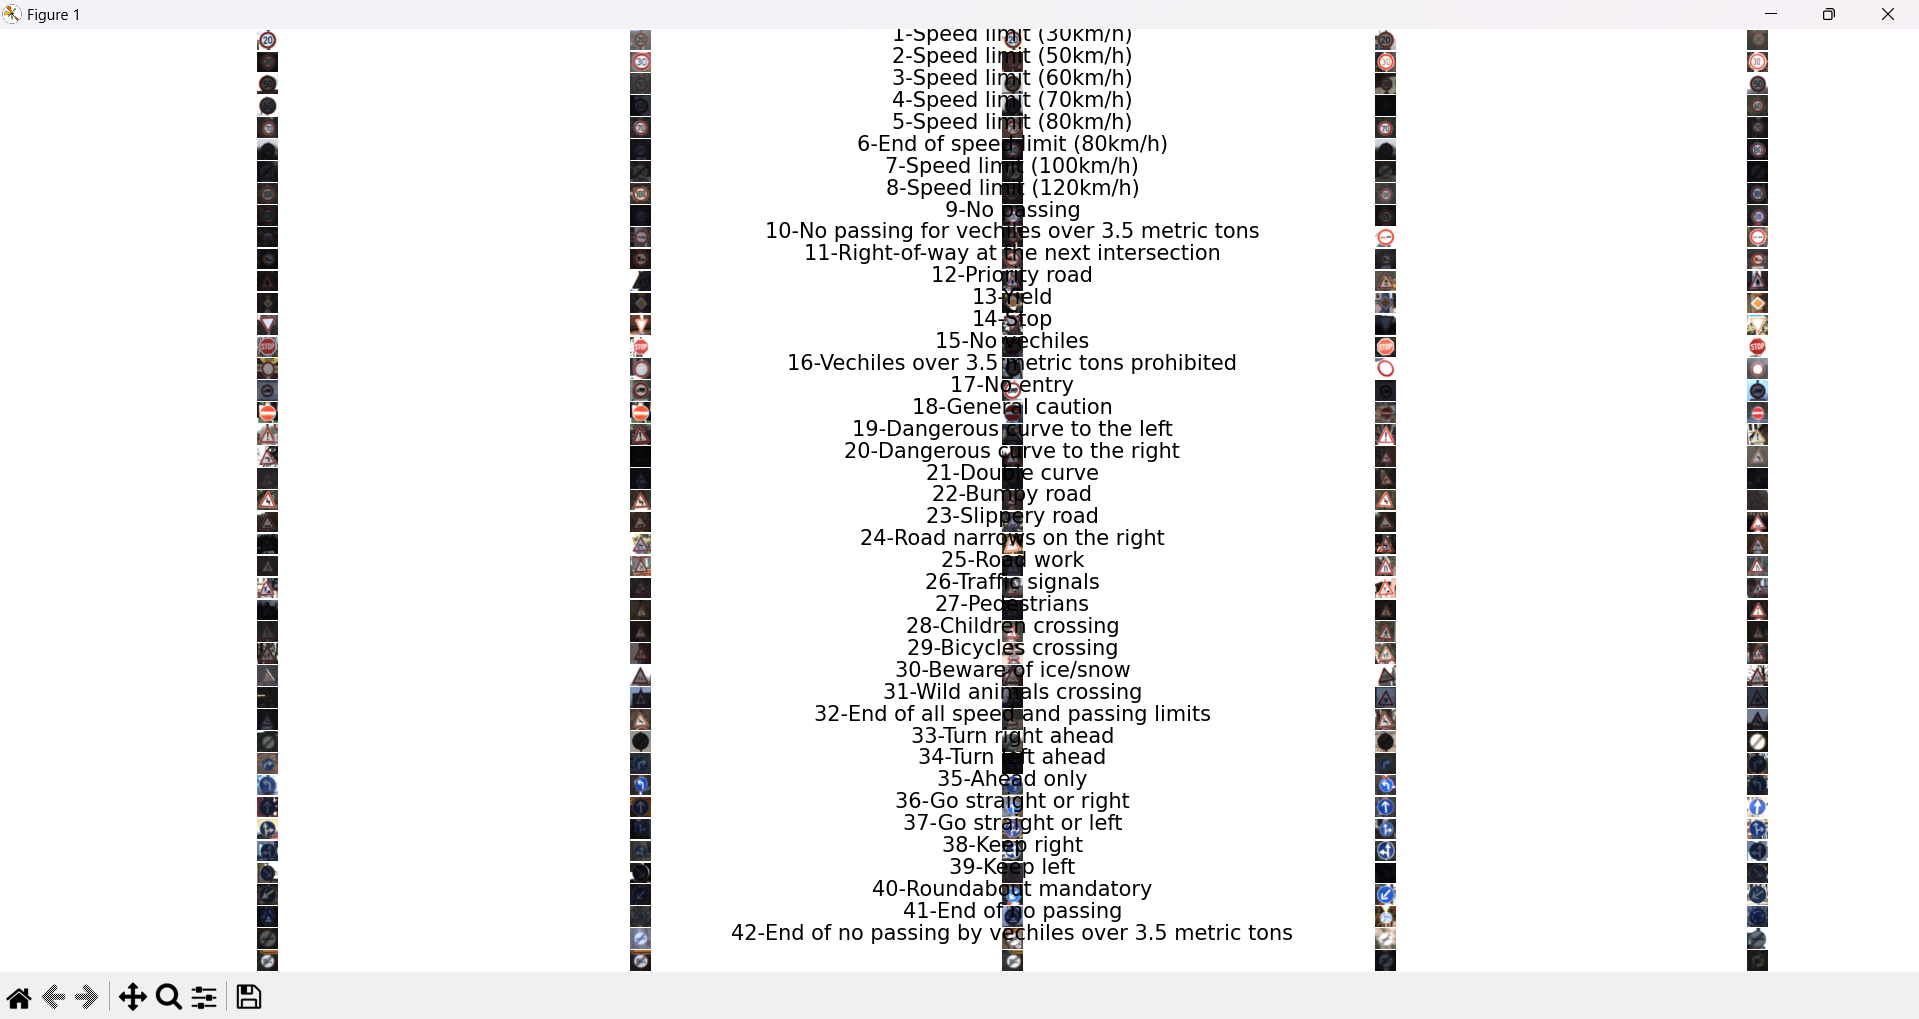 Figure 1
1-Speed limit (30km/h)
2-Speed limit (50km/h)
3-Speed limit (60km/h)
4-Speed limit (70km/h)
5-Speed limit (80km/h)
6-End of speed limit (80km/h)
7-Speed limit (100km/h)
8-Speed limit (120km/h)
9-No passing
10-No passing for vechiles over 3.5 metric tons
11-Right-of-way at the next intersection
12-Priority road
13-Yield
14-Stop
15-No vechiles
16-Vechiles over 3.5 metric tons prohibited
17-No entry
18-General caution
19-Dangerous curve to the left
20-Dangerous curve to the right
21-Double curve
22-Bumpy road
23-Slippery road
24-Road narrows on the right
25-Road work
26-Traffic signals
27-Pedestrians
28-Children crossing
29-Bicycles crossing
30-Beware of ice/snow
31-Wild animals crossing
32-End of all speed and passing limits
33-Turn right ahead
34-Turn left ahead
35-Ahead only
36-Go straight or right
37-Go straight or left
38-Keep right
39-Keep left
40-Roundabout mandatory
41-End of no passing
42-End of no passing by vechiles over 3.5 metric tons